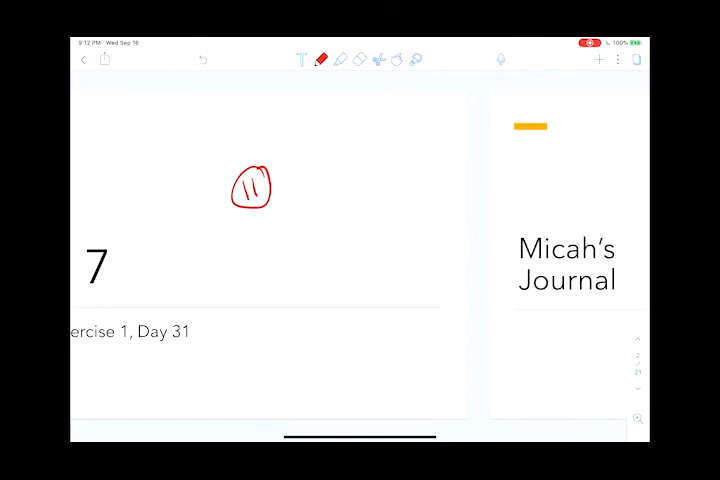 9:12 PM Wed Sep 16
100%
T
11
7
ercise 1, Day 31
Micah's
Journal
2
/
21